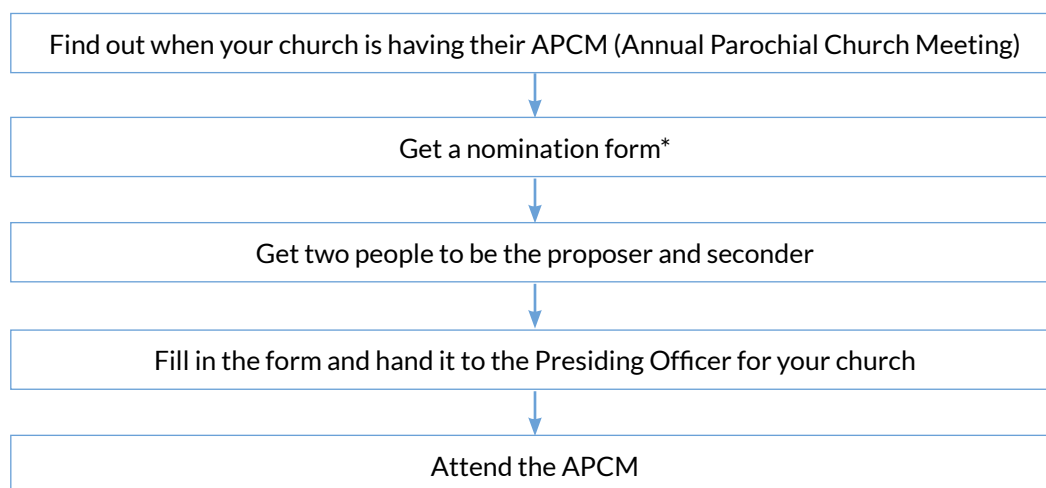 Find out when your church is having their APCM (Annual Parochial Church Meeting)
Get a nomination form*
Get two people to be the proposer and seconder
Fill in the form and hand it to the Presiding Officer for your church
Attend the APCM